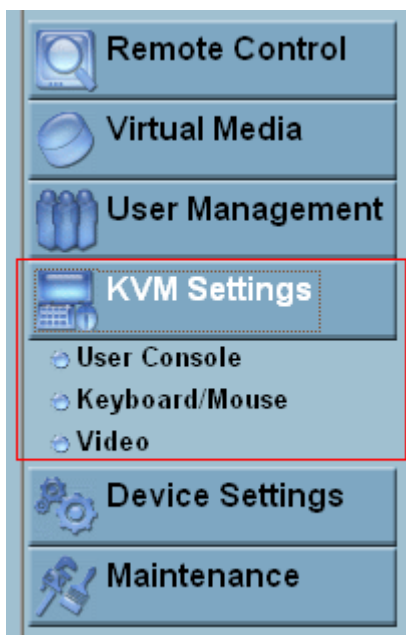 Remote Control
Virtual Media
User Management
KVM Settings
User Console
Keyboard/Mouse
Video
Device Settings
Maintenance